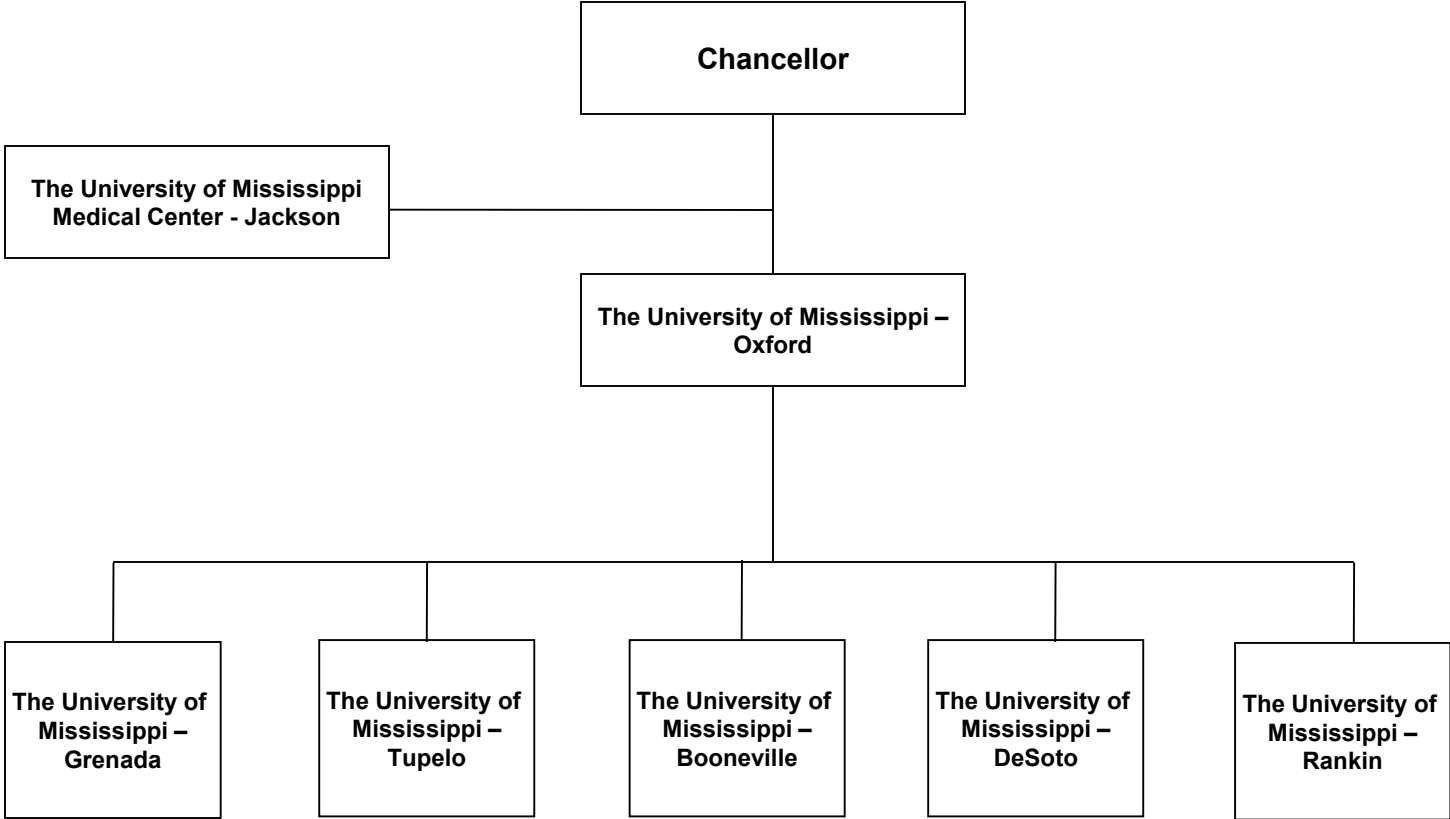 Chancellor
The University of Mississippi
Medical Center - Jackson
The University of Mississippi –
Oxford
The University of
Mississippi –
Grenada
The University of
Mississippi –
Tupelo
The University of
Mississippi –
Booneville
The University of
Mississippi –
DeSoto
The University of
Mississippi –
Rankin